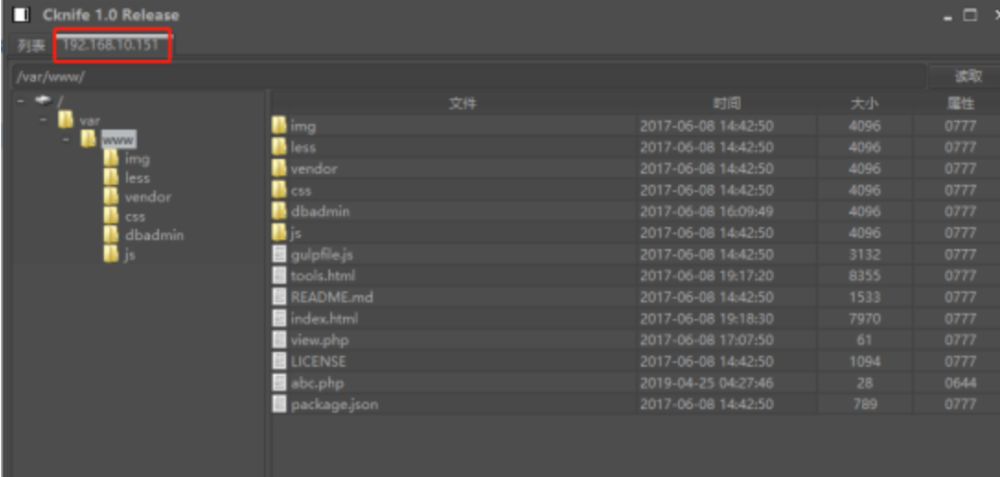 Cknife 1.0 Release
列表 192.168.10.151
/var/www/ 读取
/
var
www
img
less
vendor
css
dbadmin
js
文件 时间 大小 属性
img 2017-06-08 14:42:50 4096 0777
less 2017-06-08 14:42:50 4096 0777
vendor 2017-06-08 14:42:50 4096 0777
css 2017-06-08 14:42:50 4096 0777
dbadmin 2017-06-08 16:09:49 4096 0777
js 2017-06-08 14:42:50 4096 0777
gulpfile.js 2017-06-08 14:42:50 3132 0777
tools.html 2017-06-08 19:17:20 8355 0777
README.md 2017-06-08 14:42:50 1533 0777
index.html 2017-06-08 19:18:30 7970 0777
view.php 2017-06-08 17:07:50 61 0777
LICENSE 2017-06-08 14:42:50 1094 0777
abc.php 2019-04-25 04:27:46 28 0644
package.json 2017-06-08 14:42:50 789 0777